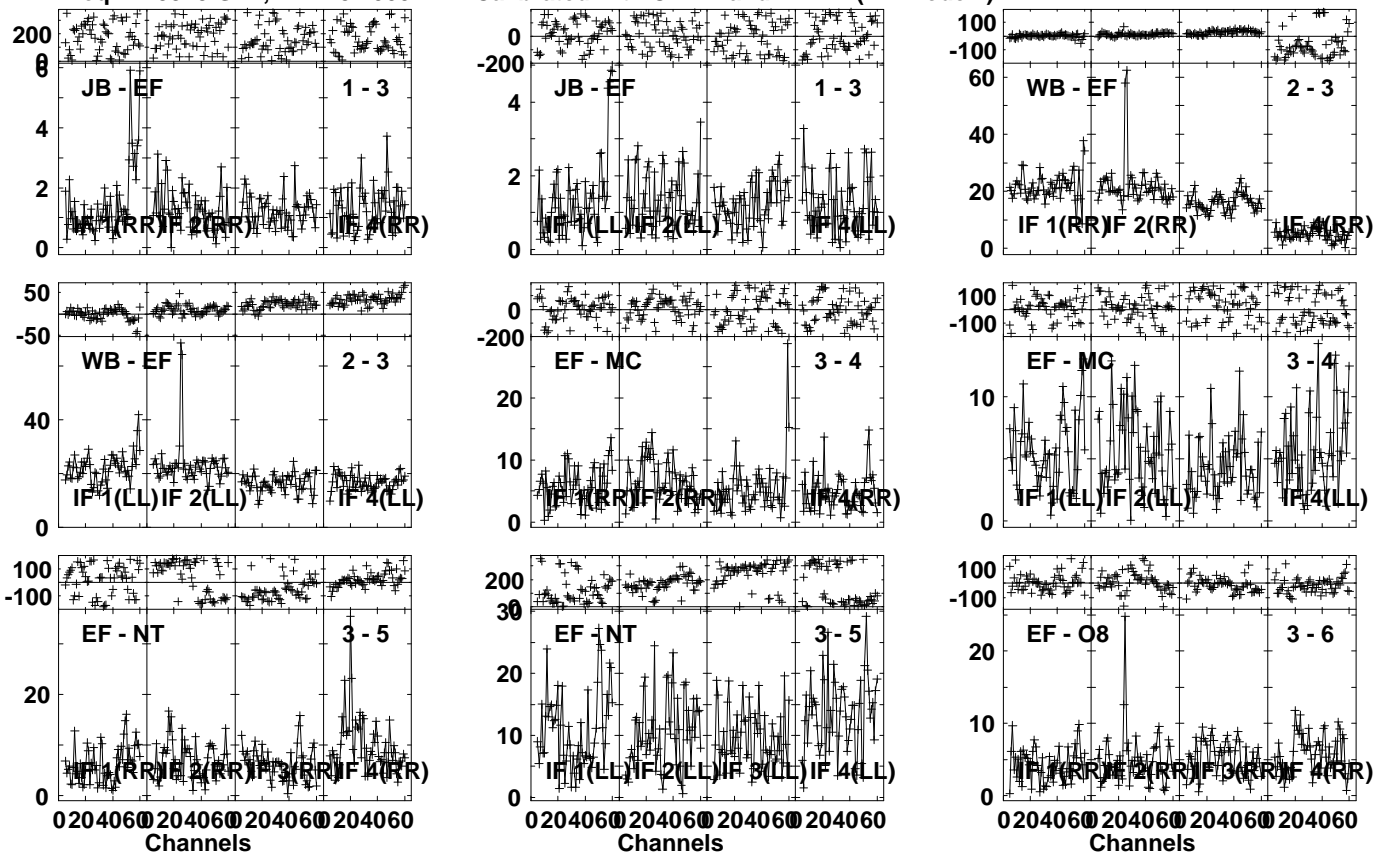 200
0
0
-200
100
-100
6
4
2
0
JB - EF
1 - 3
IF 1(RR)
IF 2(RR)
IF 4(RR)
4
2
0
JB - EF
1 - 3
IF 1(LL)
IF 2(LL)
IF 4(LL)
60
40
20
0
WB - EF
2 - 3
IF 1(RR)
IF 2(RR)
IF 4(RR)
50
-50
0
-200
100
-100
40
0
WB - EF
2 - 3
IF 1(LL)
IF 2(LL)
IF 4(LL)
20
10
0
EF - MC
3 - 4
IF 1(RR)
IF 2(RR)
IF 4(RR)
10
0
EF - MC
3 - 4
IF 1(LL)
IF 2(LL)
IF 4(LL)
100
-100
200
0
100
-100
20
0
EF - NT
3 - 5
IF 1(RR)
IF 2(RR)
IF 3(RR)
IF 4(RR)
30
20
10
0
EF - NT
3 - 5
IF 1(LL)
IF 2(LL)
IF 3(LL)
IF 4(LL)
20
10
0
EF - O8
3 - 6
IF 1(RR)
IF 2(RR)
IF 3(RR)
IF 4(RR)
0 20 40 60 0 20 40 60 0 20 40 60 0 20 40 60
0 20 40 60 0 20 40 60 0 20 40 60 0 20 40 60
0 20 40 60 0 20 40 60 0 20 40 60 0 20 40 60
Channels
Channels
Channels